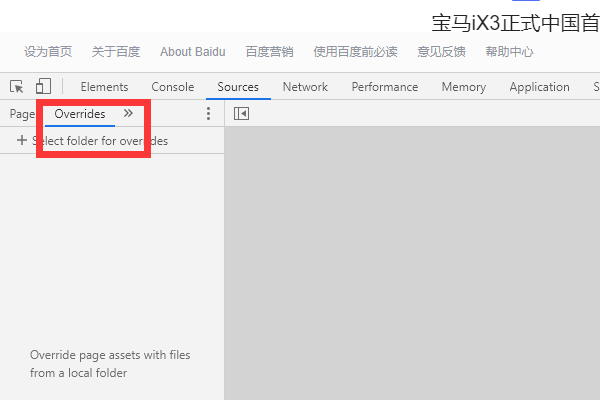 宝马iX3正式中国首
设为首页 关于百度 About Baidu 百度营销 使用百度前必读 意见反馈 帮助中心
Elements Console Sources Network Performance Memory Application S
Page Overrides »
+ Select folder for overrides
Override page assets with files
from a local folder